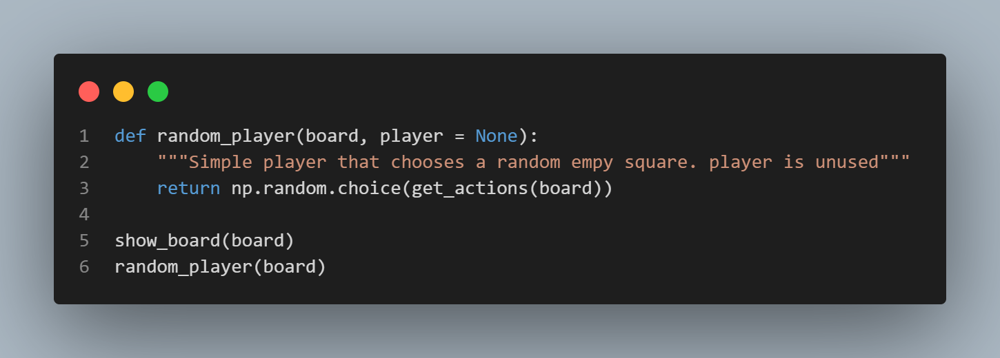 1 def random_player(board, player = None):
2     """Simple player that chooses a random empy square. player is unused"""
3     return np.random.choice(get_actions(board))
4
5 show_board(board)
6 random_player(board)